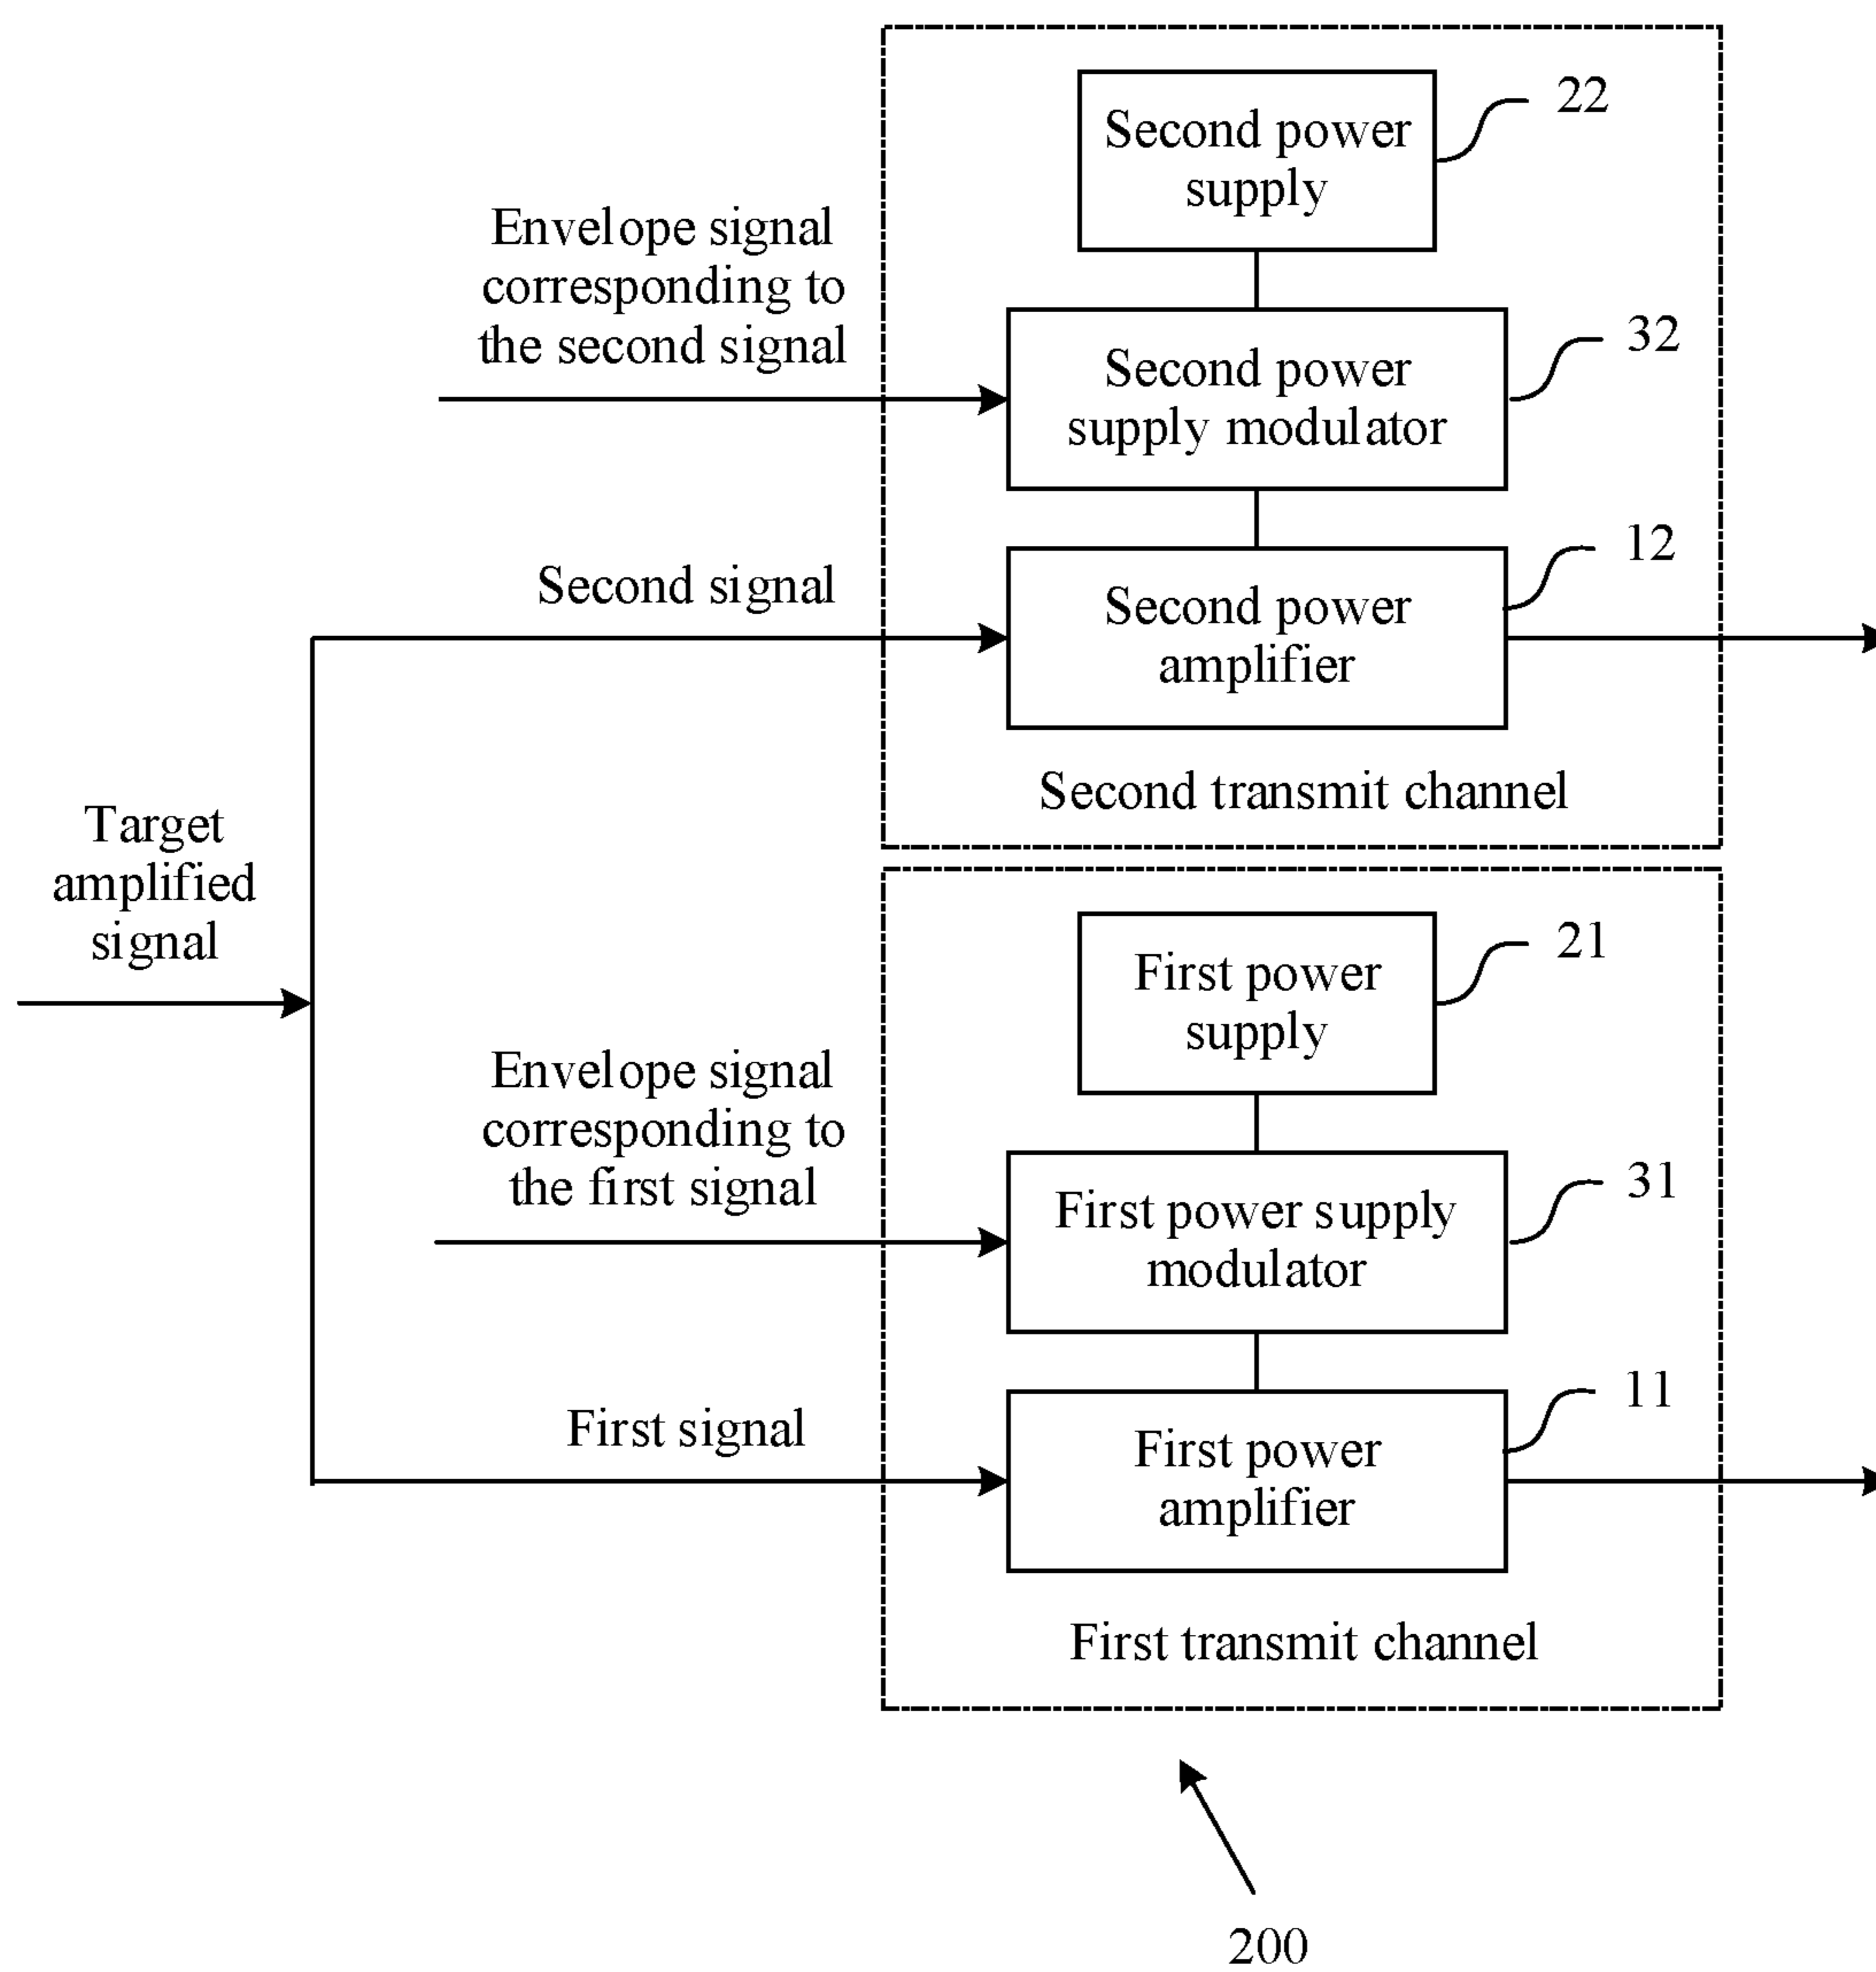 Second power
supply
22
Envelope signal
corresponding to
the second signal
Second power
supply modulator
32
Second signal
Second power
amplifier
12
Second transmit channel
Target
amplified
signal
First power
supply
21
Envelope signal
corresponding to
the first signal
First power supply
modulator
31
First signal
First power
amplifier
11
First transmit channel
200